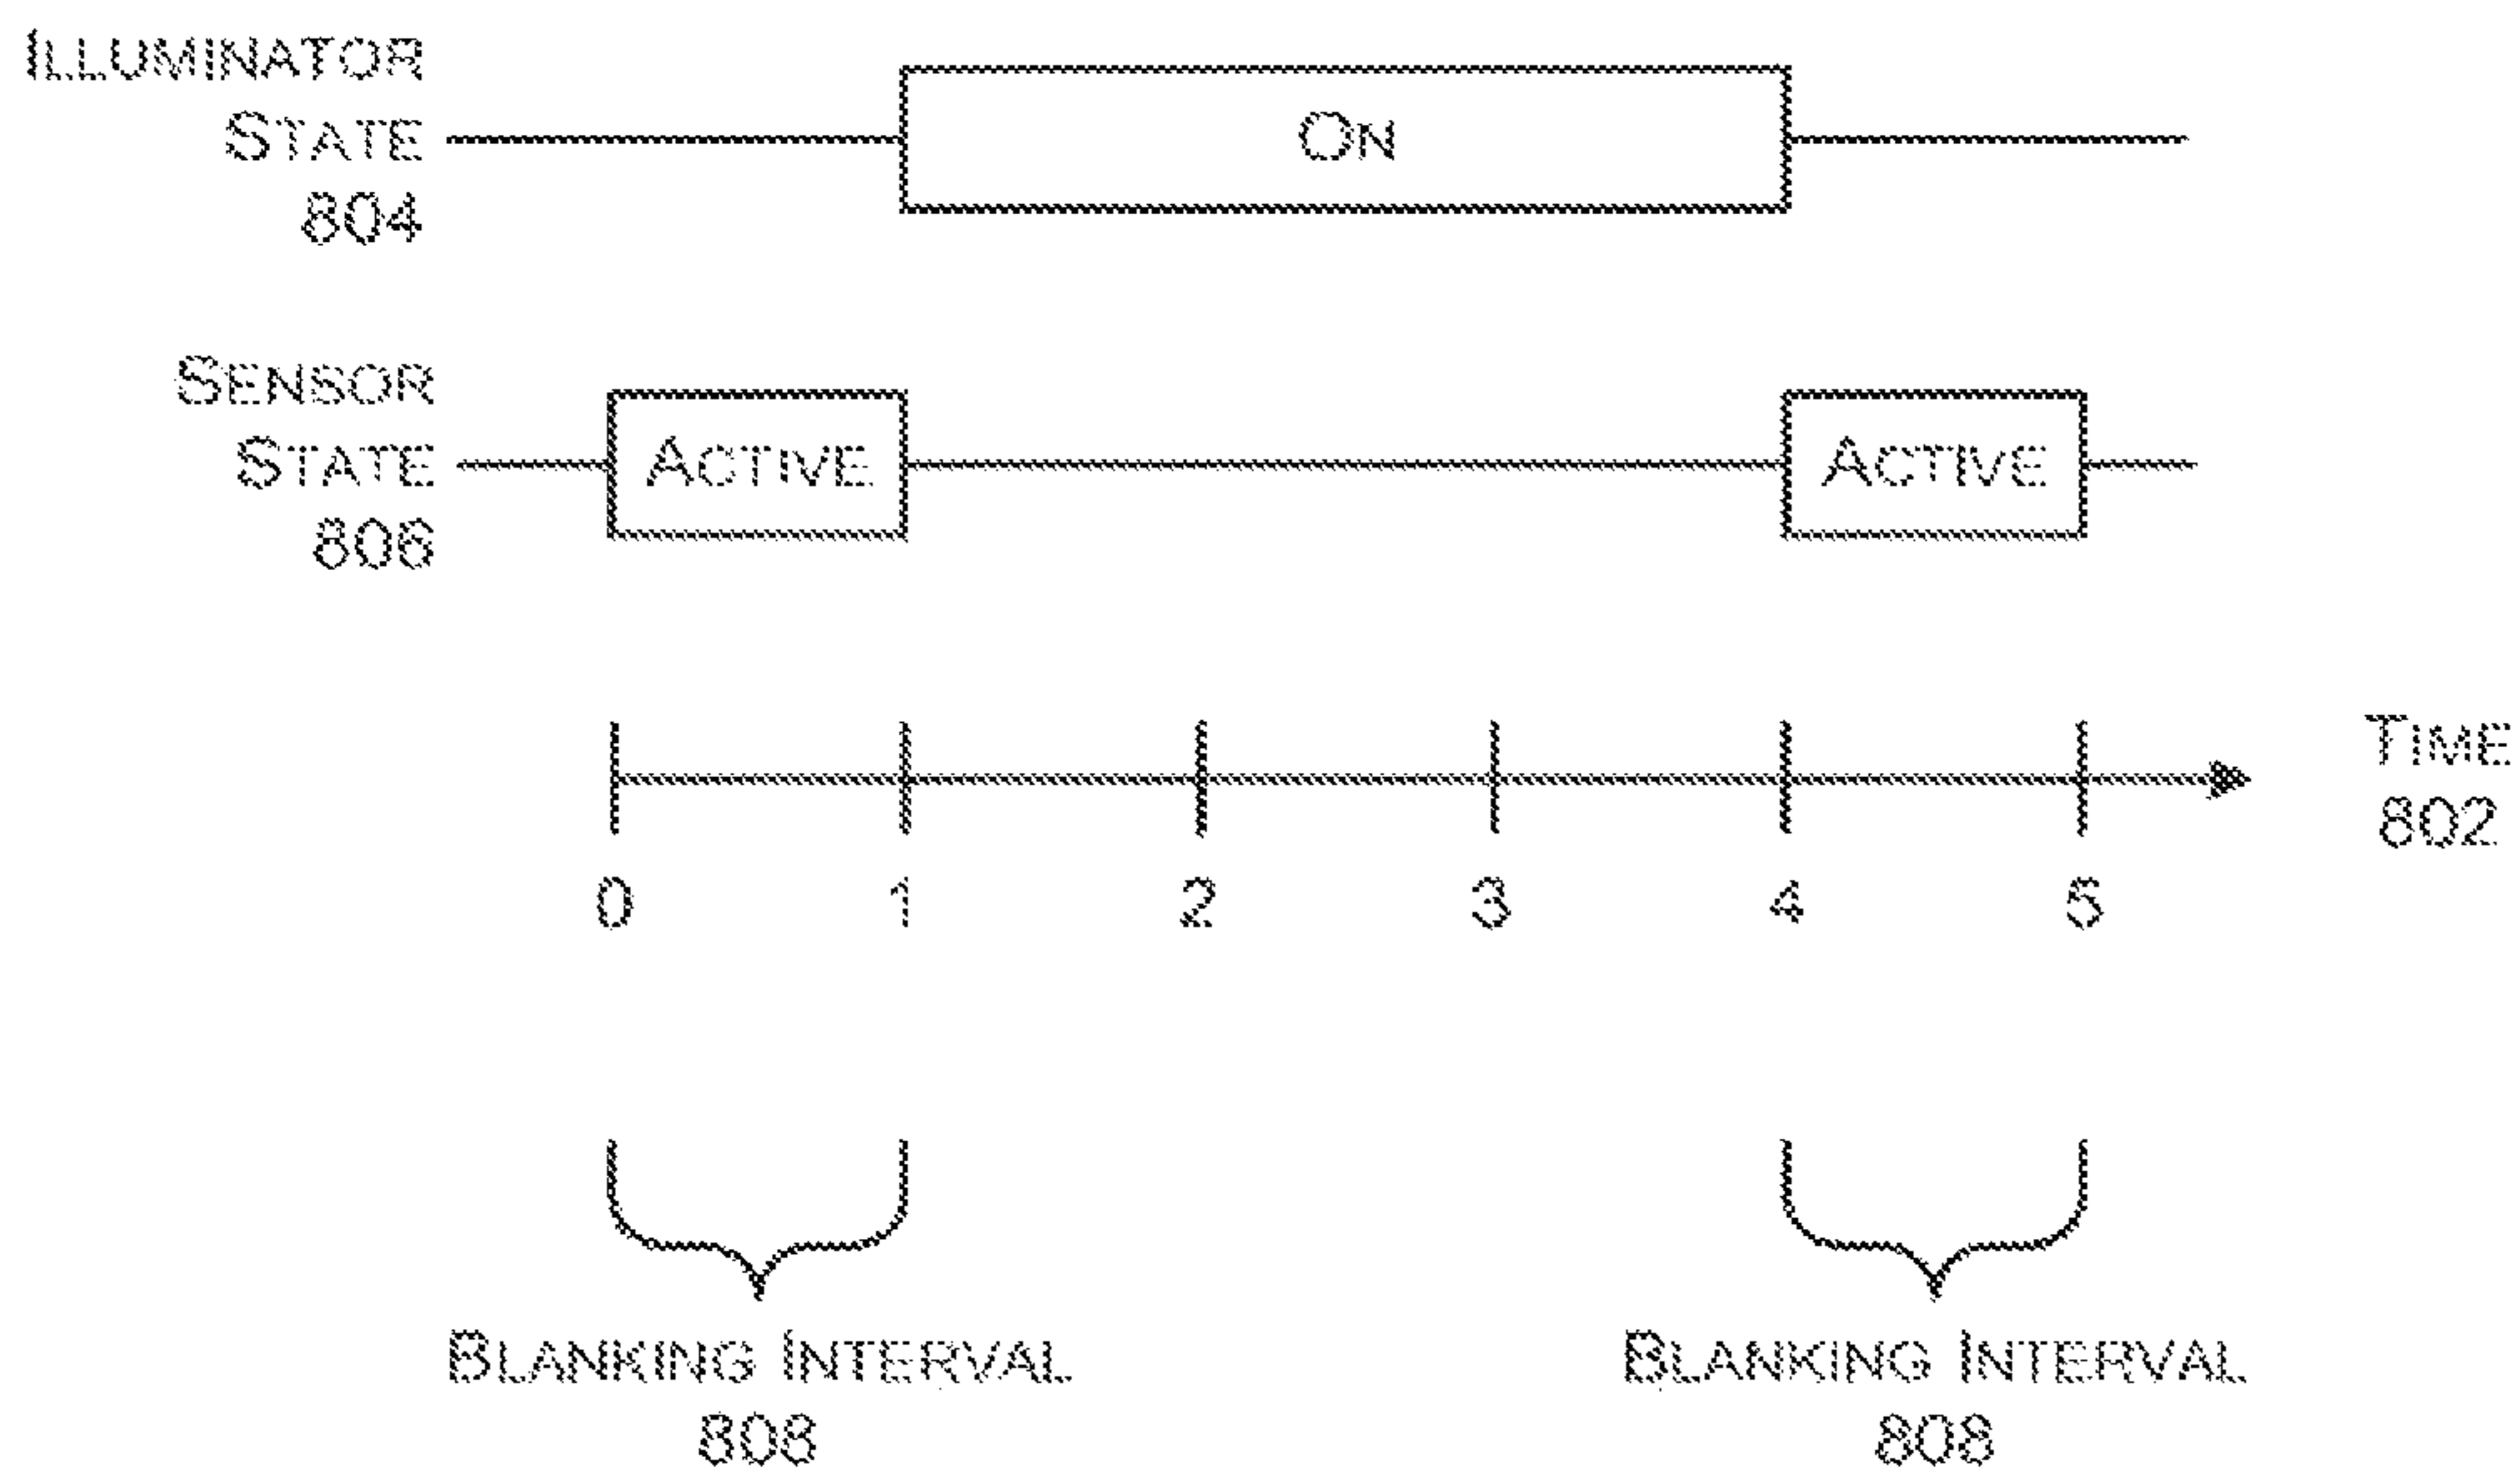 ILLUMINATOR
STATE
804
ON
SENSOR
STATE
806
ACTIVE
ACTIVE
TIME
802
0 1 2 3 4 5
BLANKING INTERVAL
808
BLANKING INTERVAL
808